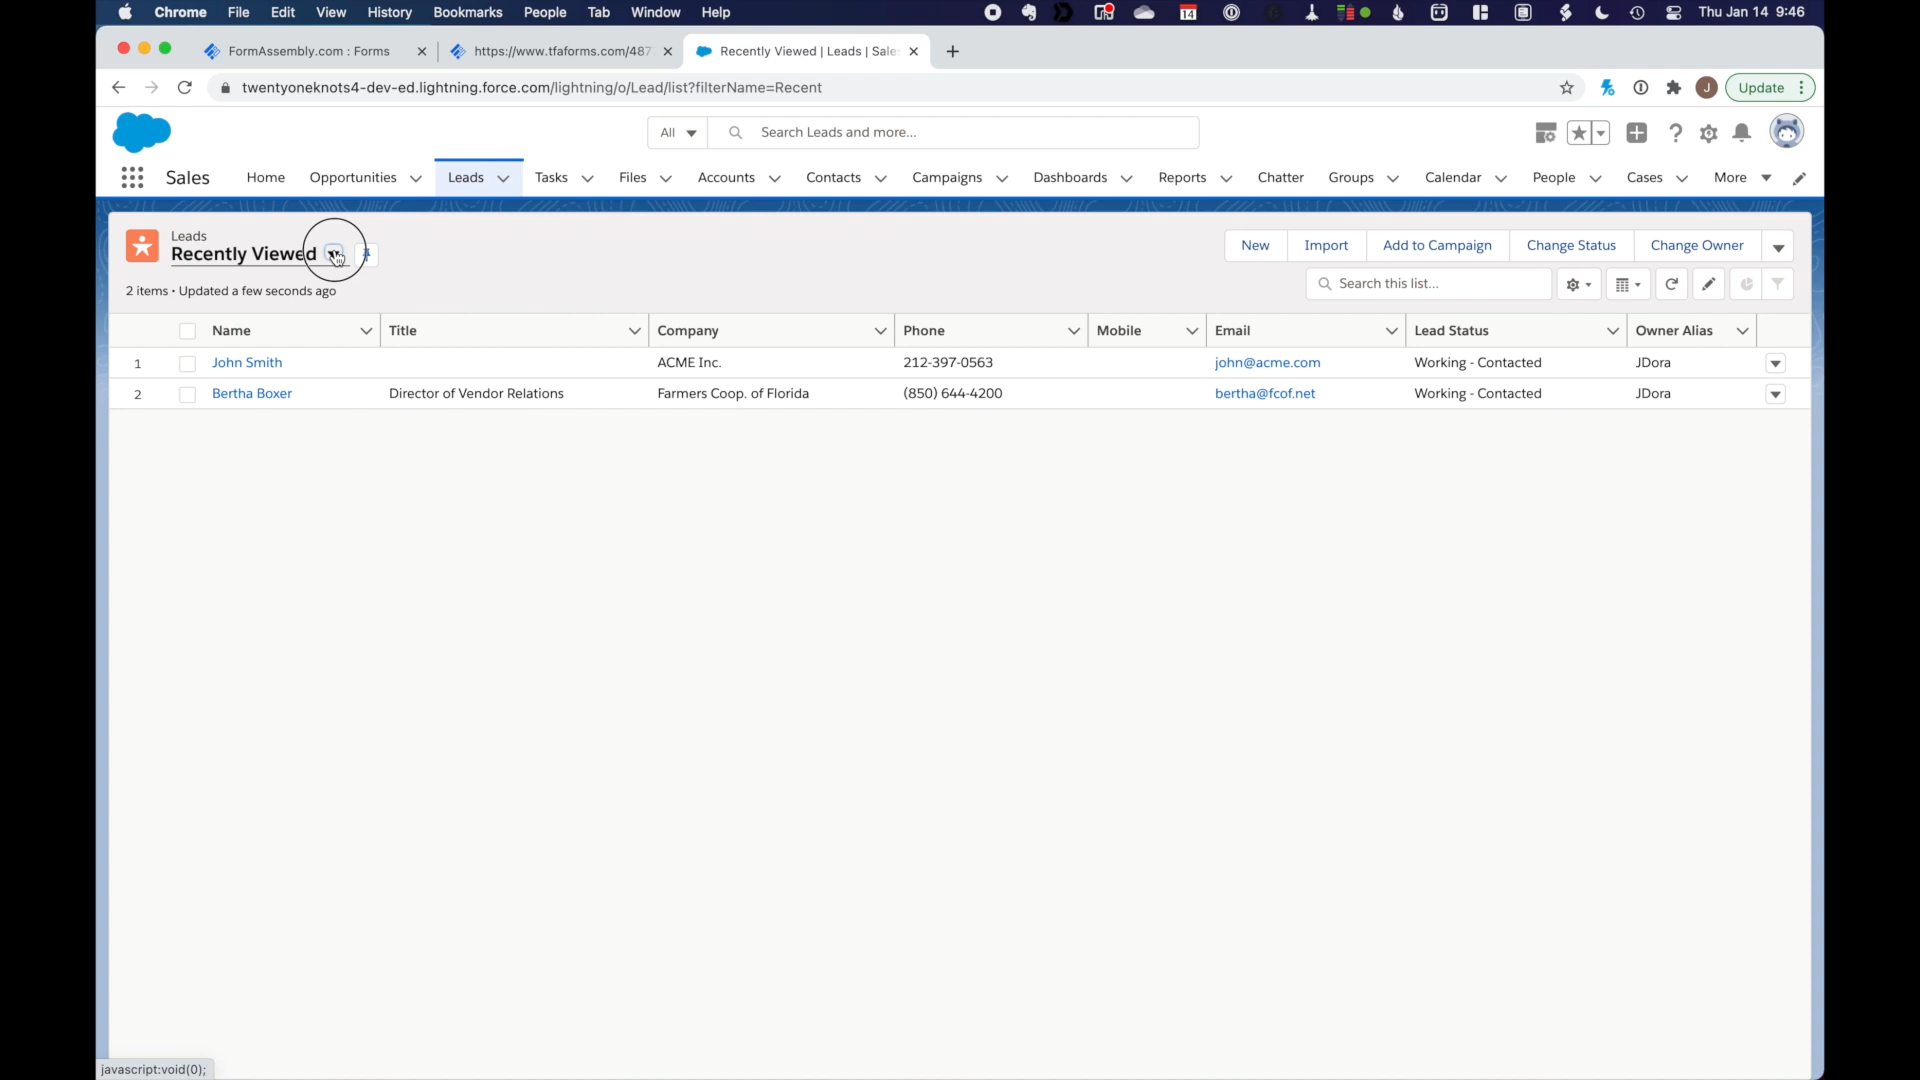 Chrome File Edit View History Bookmarks People Tab Window Help 14 Thu Jan 14 9:46
FormAssembly.com : Forms https://www.tfaforms.com/487 Recently Viewed | Leads | Sale
twentyoneknots4-dev-ed.lightning.force.com/lightning/o/Lead/list?filterName=Recent J Update
All Search Leads and more...
Sales Home Opportunities Leads Tasks Files Accounts Contacts Campaigns Dashboards Reports Chatter Groups Calendar People Cases More
Leads
Recently Viewed
New Import Add to Campaign Change Status Change Owner
2 items • Updated a few seconds ago
Search this list...
Name Title Company Phone Mobile Email Lead Status Owner Alias
1 John Smith ACME Inc. 212-397-0563 john@acme.com Working - Contacted JDora
2 Bertha Boxer Director of Vendor Relations Farmers Coop. of Florida (850) 644-4200 bertha@fcof.net Working - Contacted JDora
javascript:void(0);